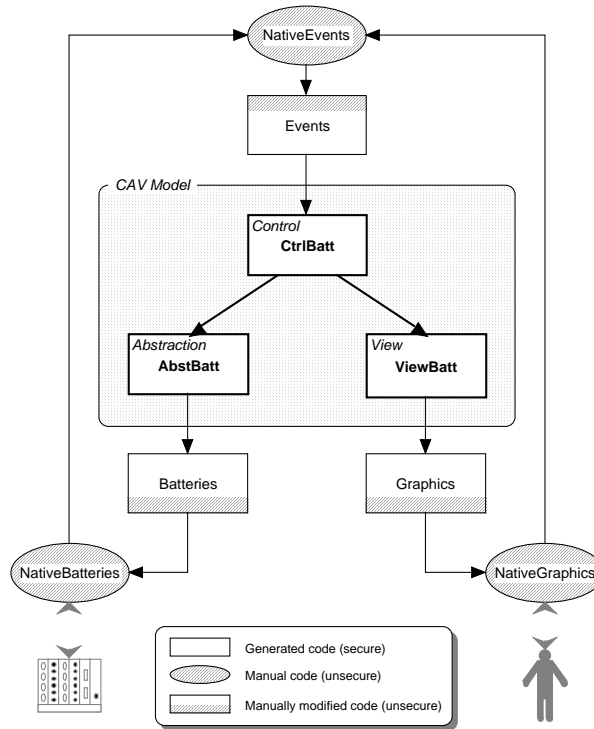 NativeEvents
Events
CAV Model
Control
CtrlBatt
Abstraction
AbstBatt
View
ViewBatt
Batteries
Graphics
NativeBatteries
NativeGraphics
Generated code (secure)
Manual code (unsecure)
Manually modified code (unsecure)